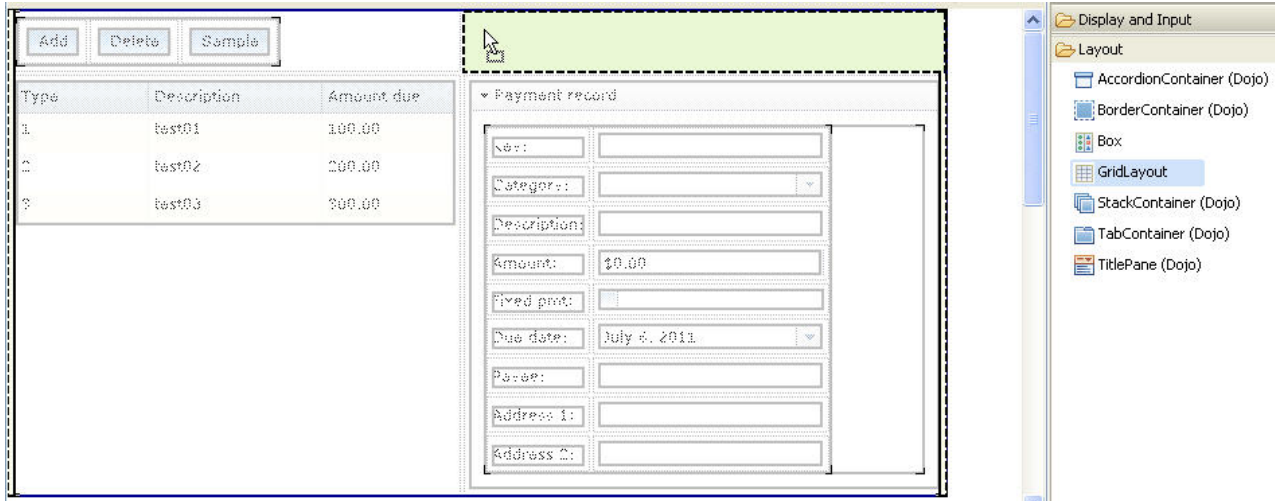 Add Delete Sample
Type Description Amount due
1 test01 100.00
2 test02 200.00
3 test03 300.00
Payment record
Key:
Category:
Description:
Amount: $0.00
Fixed pmt:
Due date: July 6, 2011
Payee:
Address 1:
Address 2:
Display and Input
Layout
AccordionContainer (Dojo)
BorderContainer (Dojo)
Box
GridLayout
StackContainer (Dojo)
TabContainer (Dojo)
TitlePane (Dojo)